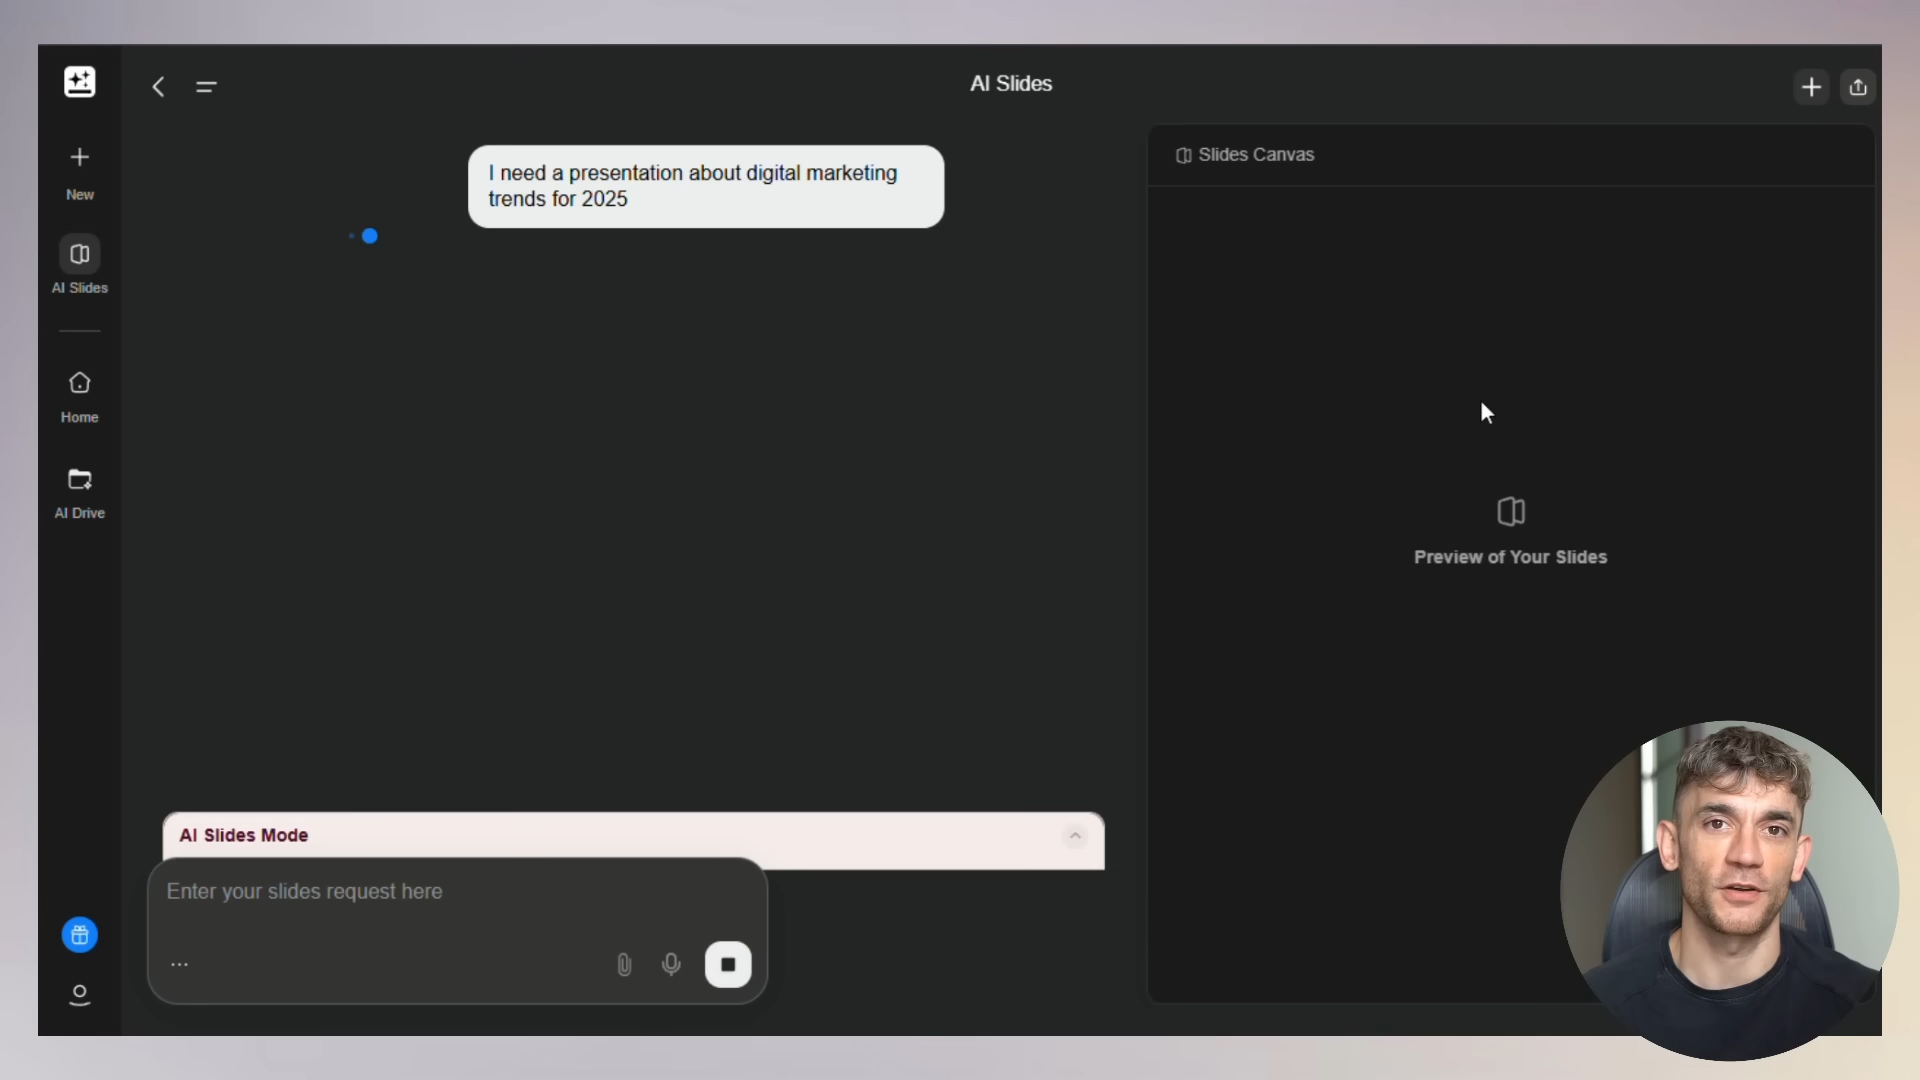 AI Slides
New
AI Slides
Home
AI Drive
I need a presentation about digital marketing
trends for 2025
AI Slides Mode
Enter your slides request here
...
Slides Canvas
Preview of Your Slides